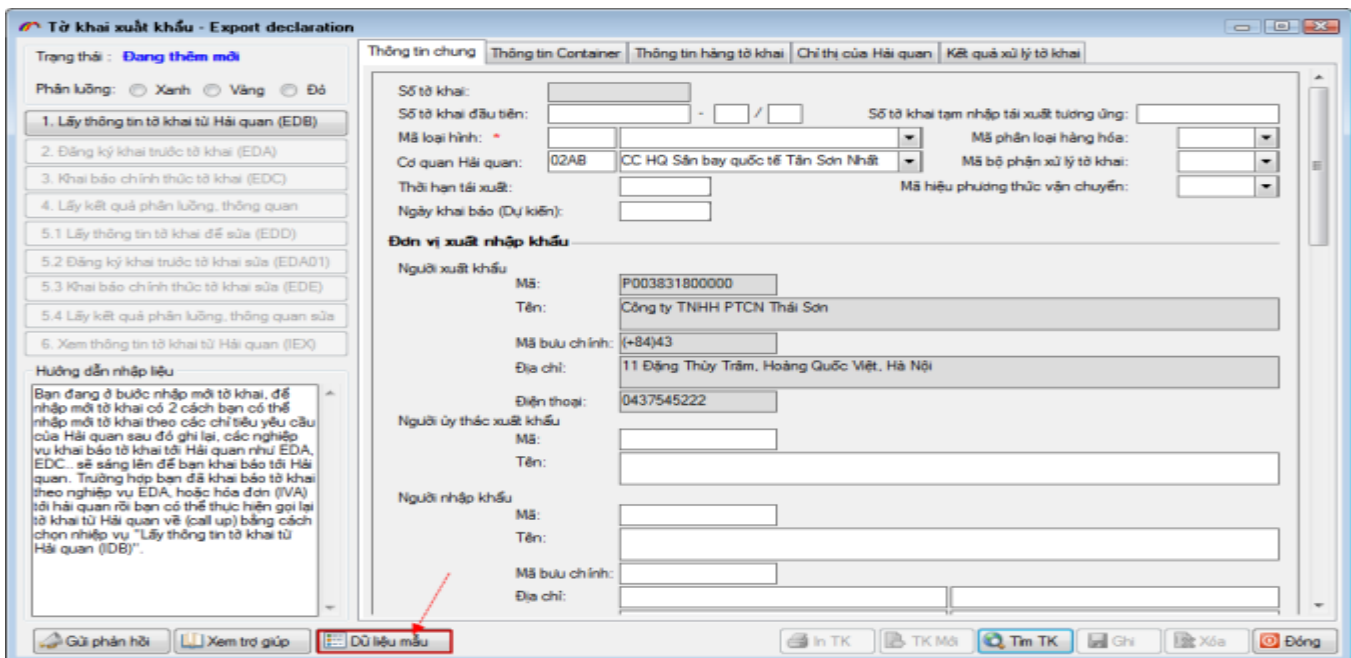 Tờ khai xuất khẩu - Export declaration
Trạng thái : Đang thêm mới
Phân luồng: Xanh Vàng Đỏ
1. Lấy thông tin tờ khai từ Hải quan (EDB)
2. Đăng ký khai trước tờ khai (EDA)
3. Khai báo chính thức tờ khai (EDC)
4. Lấy kết quả phân luồng, thông quan
5.1 Lấy thông tin tờ khai để sửa (EDD)
5.2 Đăng ký khai trước tờ khai sửa (EDA01)
5.3 Khai báo chính thức tờ khai sửa (EDE)
5.4 Lấy kết quả phân luồng, thông quan sửa
6. Xem thông tin tờ khai từ Hải quan (IEX)
Hướng dẫn nhập liệu
Bạn đang ở bước nhập mới tờ khai, để
nhập mới tờ khai có 2 cách bạn có thể
nhập mới tờ khai theo các chỉ tiêu yêu cầu
của Hải quan sau đó ghi lại, các nghiệp
vụ khai báo tờ khai tới Hải quan như EDA,
EDC.. sẽ sáng lên để bạn khai báo tới Hải
quan. Trường hợp bạn đã khai báo tờ khai
theo nghiệp vụ EDA, hoặc hóa đơn (IVA)
tới hải quan rồi bạn có thể thực hiện gọi lại
tờ khai từ Hải quan về (call up) bằng cách
chọn nhiệp vụ "Lấy thông tin tờ khai từ
Hải quan (IDB)".
Thông tin chung Thông tin Container Thông tin hàng tờ khai Chỉ thị của Hải quan Kết quả xử lý tờ khai
Số tờ khai:
Số tờ khai đầu tiên: - / Số tờ khai tạm nhập tái xuất tương ứng:
Mã loại hình: * Mã phân loại hàng hóa:
Cơ quan Hải quan: 02AB CC HQ Sân bay quốc tế Tân Sơn Nhất Mã bộ phận xử lý tờ khai:
Thời hạn tái xuất: Mã hiệu phương thức vận chuyển:
Ngày khai báo (Dự kiến):
Đơn vị xuất nhập khẩu
Người xuất khẩu
Mã: P003831800000
Tên: Công ty TNHH PTCN Thái Sơn
Mã bưu chính: (+84)43
Địa chỉ: 11 Đặng Thùy Trâm, Hoàng Quốc Việt, Hà Nội
Điện thoại: 0437545222
Người ủy thác xuất khẩu
Mã:
Tên:
Người nhập khẩu
Mã:
Tên:
Mã bưu chính:
Địa chỉ:
Gửi phản hồi Xem trợ giúp Dữ liệu mẫu In TK TK Mới Tìm TK Ghi Xóa Đóng